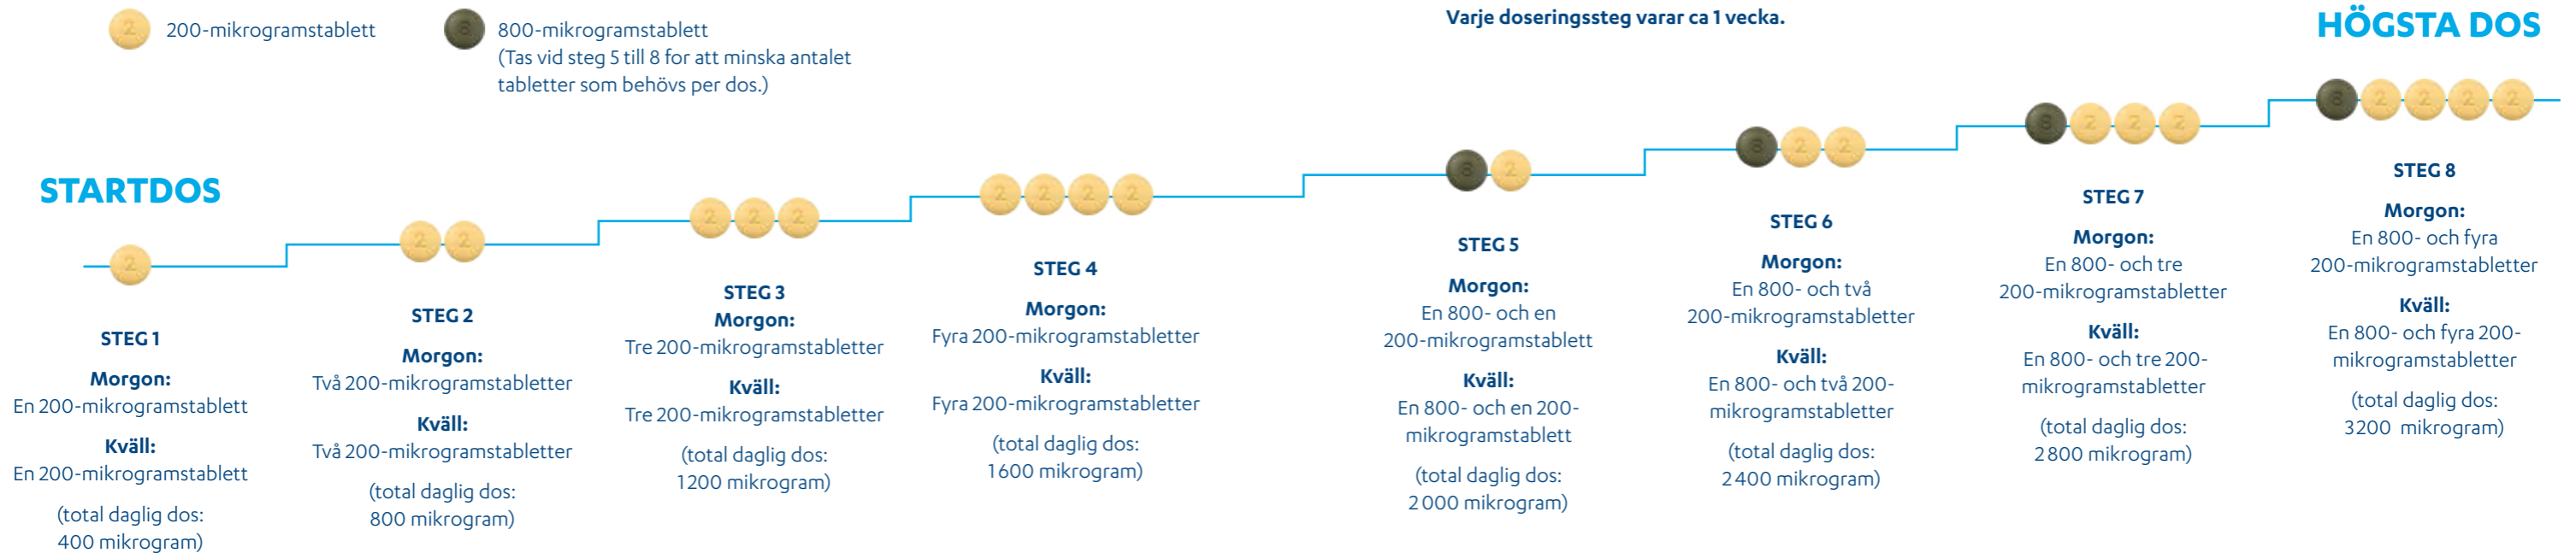 200-mikrogramstablett
800-mikrogramstablett
(Tas vid steg 5 till 8 for att minska antalet
tabletter som behövs per dos.)
Varje doseringssteg varar ca 1 vecka.
HÖGSTA DOS
STARTDOS
STEG 1
Morgon:
En 200-mikrogramstablett
Kväll:
En 200-mikrogramstablett
(total daglig dos:
400 mikrogram)
STEG 2
Morgon:
Två 200-mikrogramstabletter
Kväll:
Två 200-mikrogramstabletter
(total daglig dos:
800 mikrogram)
STEG 3
Morgon:
Tre 200-mikrogramstabletter
Kväll:
Tre 200-mikrogramstabletter
(total daglig dos:
1200 mikrogram)
STEG 4
Morgon:
Fyra 200-mikrogramstabletter
Kväll:
Fyra 200-mikrogramstabletter
(total daglig dos:
1600 mikrogram)
STEG 5
Morgon:
En 800- och en
200-mikrogramstablett
Kväll:
En 800- och en 200-
mikrogramstablett
(total daglig dos:
2000 mikrogram)
STEG 6
Morgon:
En 800- och två
200-mikrogramstabletter
Kväll:
En 800- och två 200-
mikrogramstabletter
(total daglig dos:
2400 mikrogram)
STEG 7
Morgon:
En 800- och tre
200-mikrogramstabletter
Kväll:
En 800- och tre 200-
mikrogramstabletter
(total daglig dos:
2800 mikrogram)
STEG 8
Morgon:
En 800- och fyra
200-mikrogramstabletter
Kväll:
En 800- och fyra 200-
mikrogramstabletter
(total daglig dos:
3200 mikrogram)